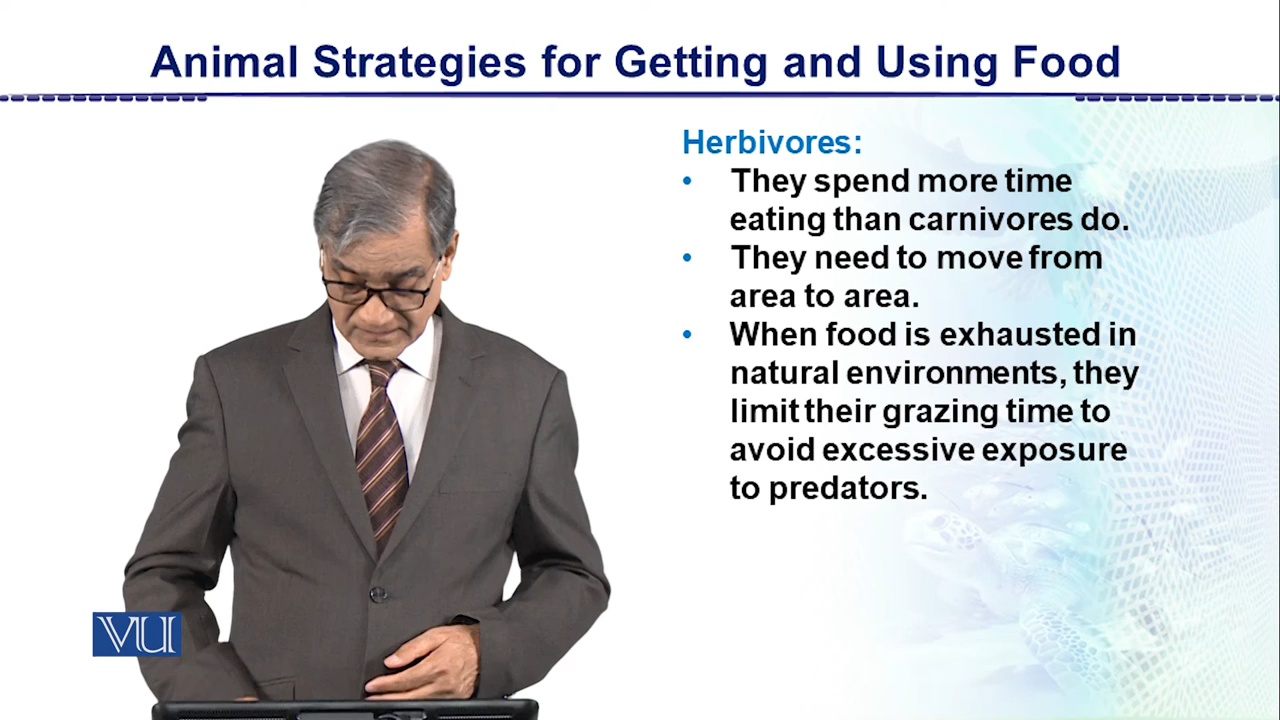 Animal Strategies for Getting and Using Food
Herbivores:
• They spend more time
eating than carnivores do.
• They need to move from
area to area.
• When food is exhausted in
natural environments, they
limit their grazing time to
avoid excessive exposure
to predators.
VU